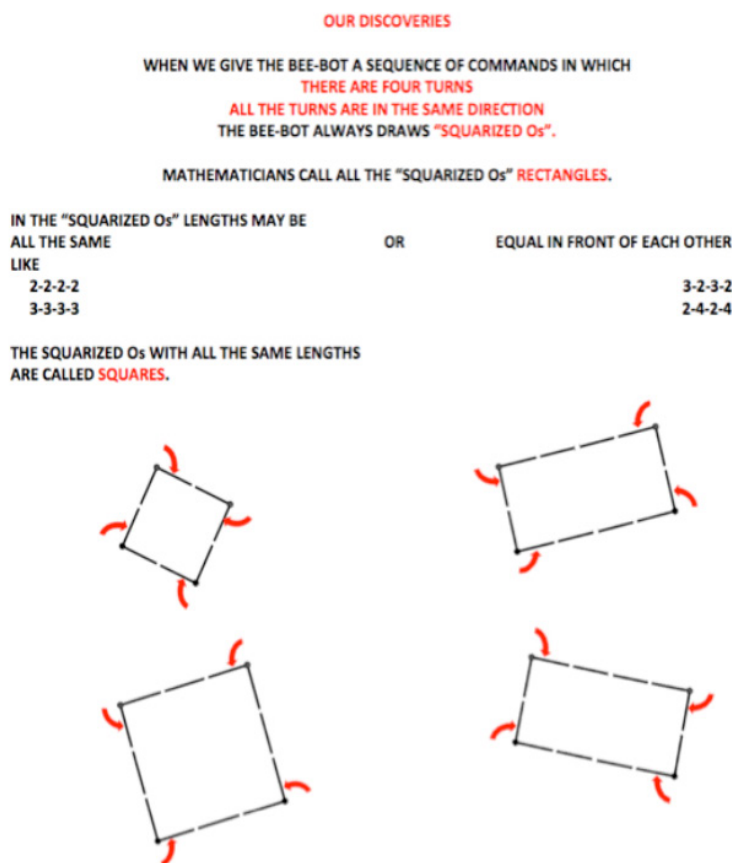 OUR DISCOVERIES
WHEN WE GIVE THE BEE-BOT A SEQUENCE OF COMMANDS IN WHICH
THERE ARE FOUR TURNS
ALL THE TURNS ARE IN THE SAME DIRECTION
THE BEE-BOT ALWAYS DRAWS "SQUARIZED Os".
MATHEMATICIANS CALL ALL THE "SQUARIZED Os" RECTANGLES.
IN THE "SQUARIZED Os" LENGTHS MAY BE
ALL THE SAME OR EQUAL IN FRONT OF EACH OTHER
LIKE
2-2-2-2 3-2-3-2
3-3-3-3 2-4-2-4
THE SQUARIZED Os WITH ALL THE SAME LENGTHS
ARE CALLED SQUARES.